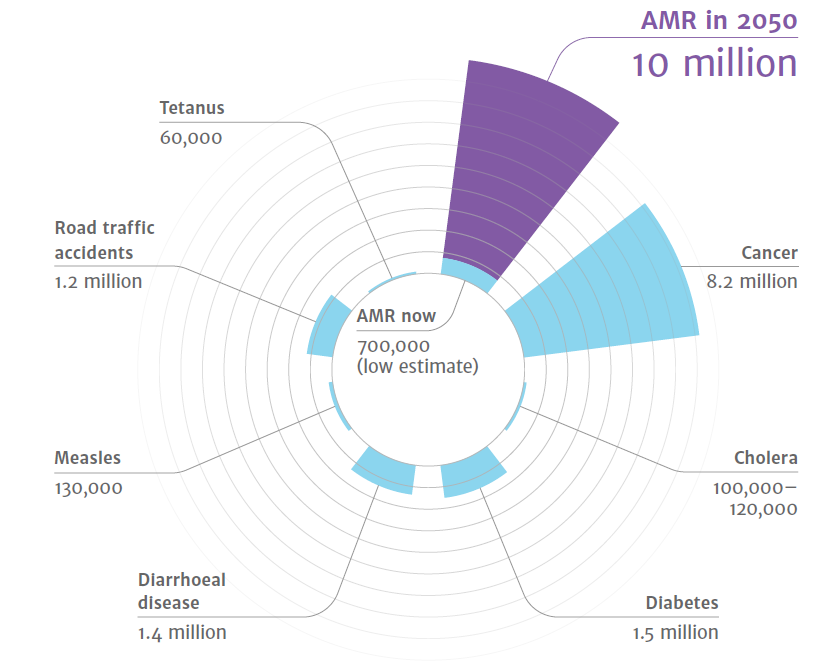 AMR in 2050
10 million
Tetanus
60,000
Road traffic
accidents
1.2 million
Cancer
8.2 million
AMR now
700,000
(low estimate)
Measles
130,000
Cholera
100,000–
120,000
Diarrhoeal
disease
1.4 million
Diabetes
1.5 million